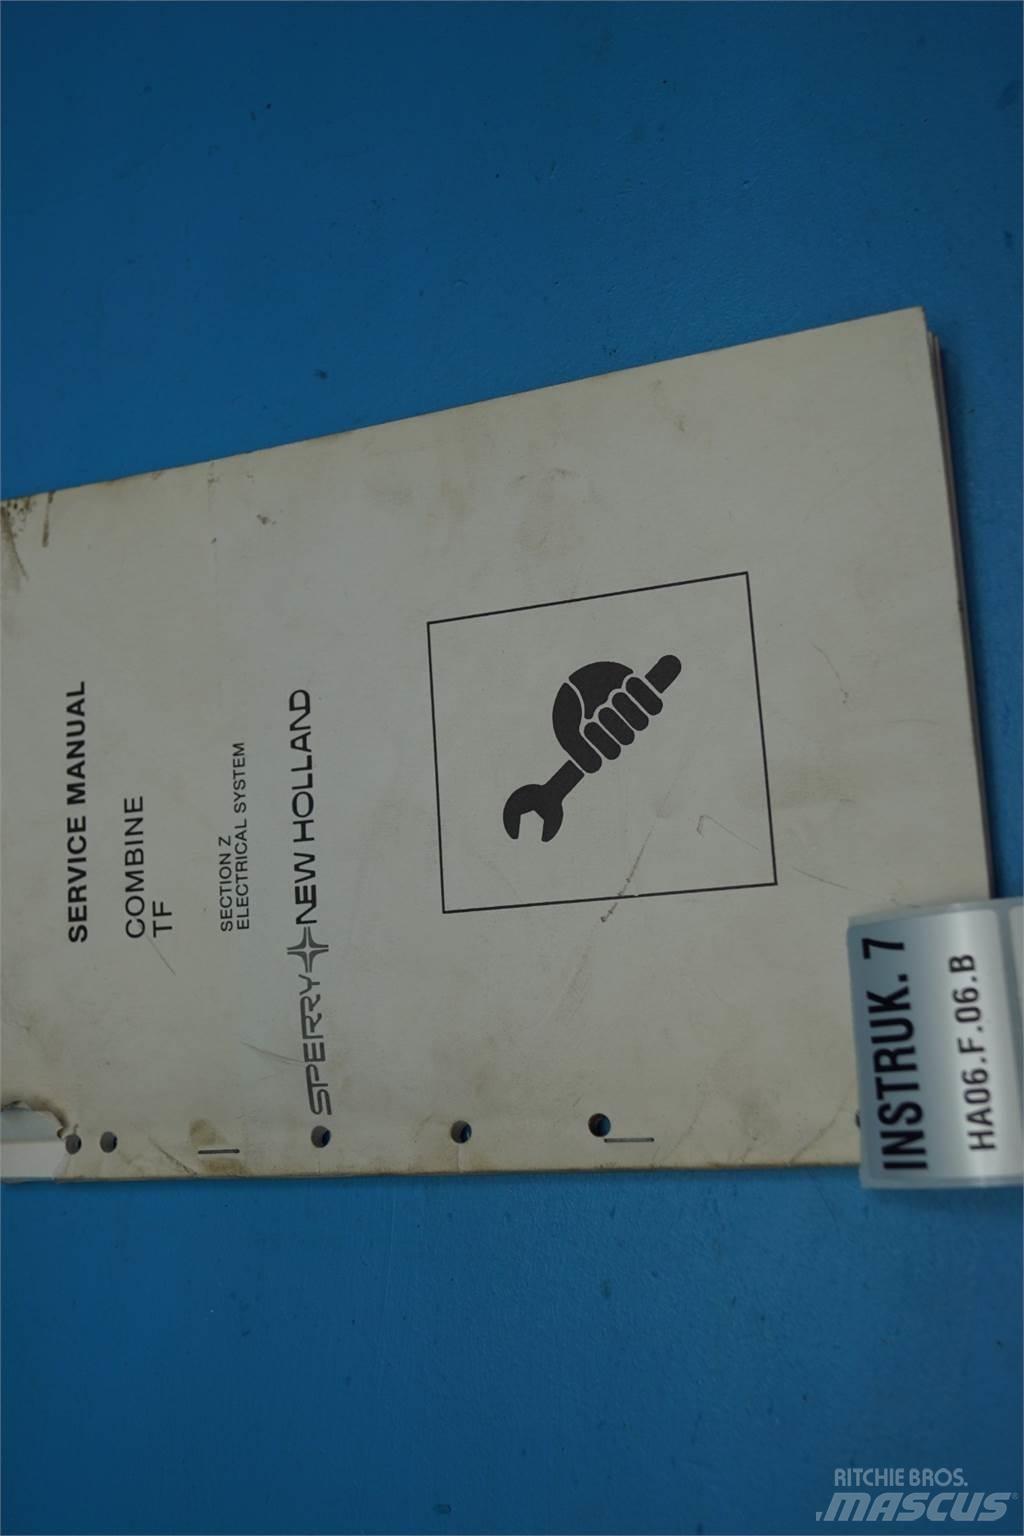 SERVICE MANUAL
COMBINE
TF
SECTION Z
ELECTRICAL SYSTEM
SPERRY NEW HOLLAND
INSTRUK. 7
HA06.F.06.B
RITCHIE BROS.
MASCUS